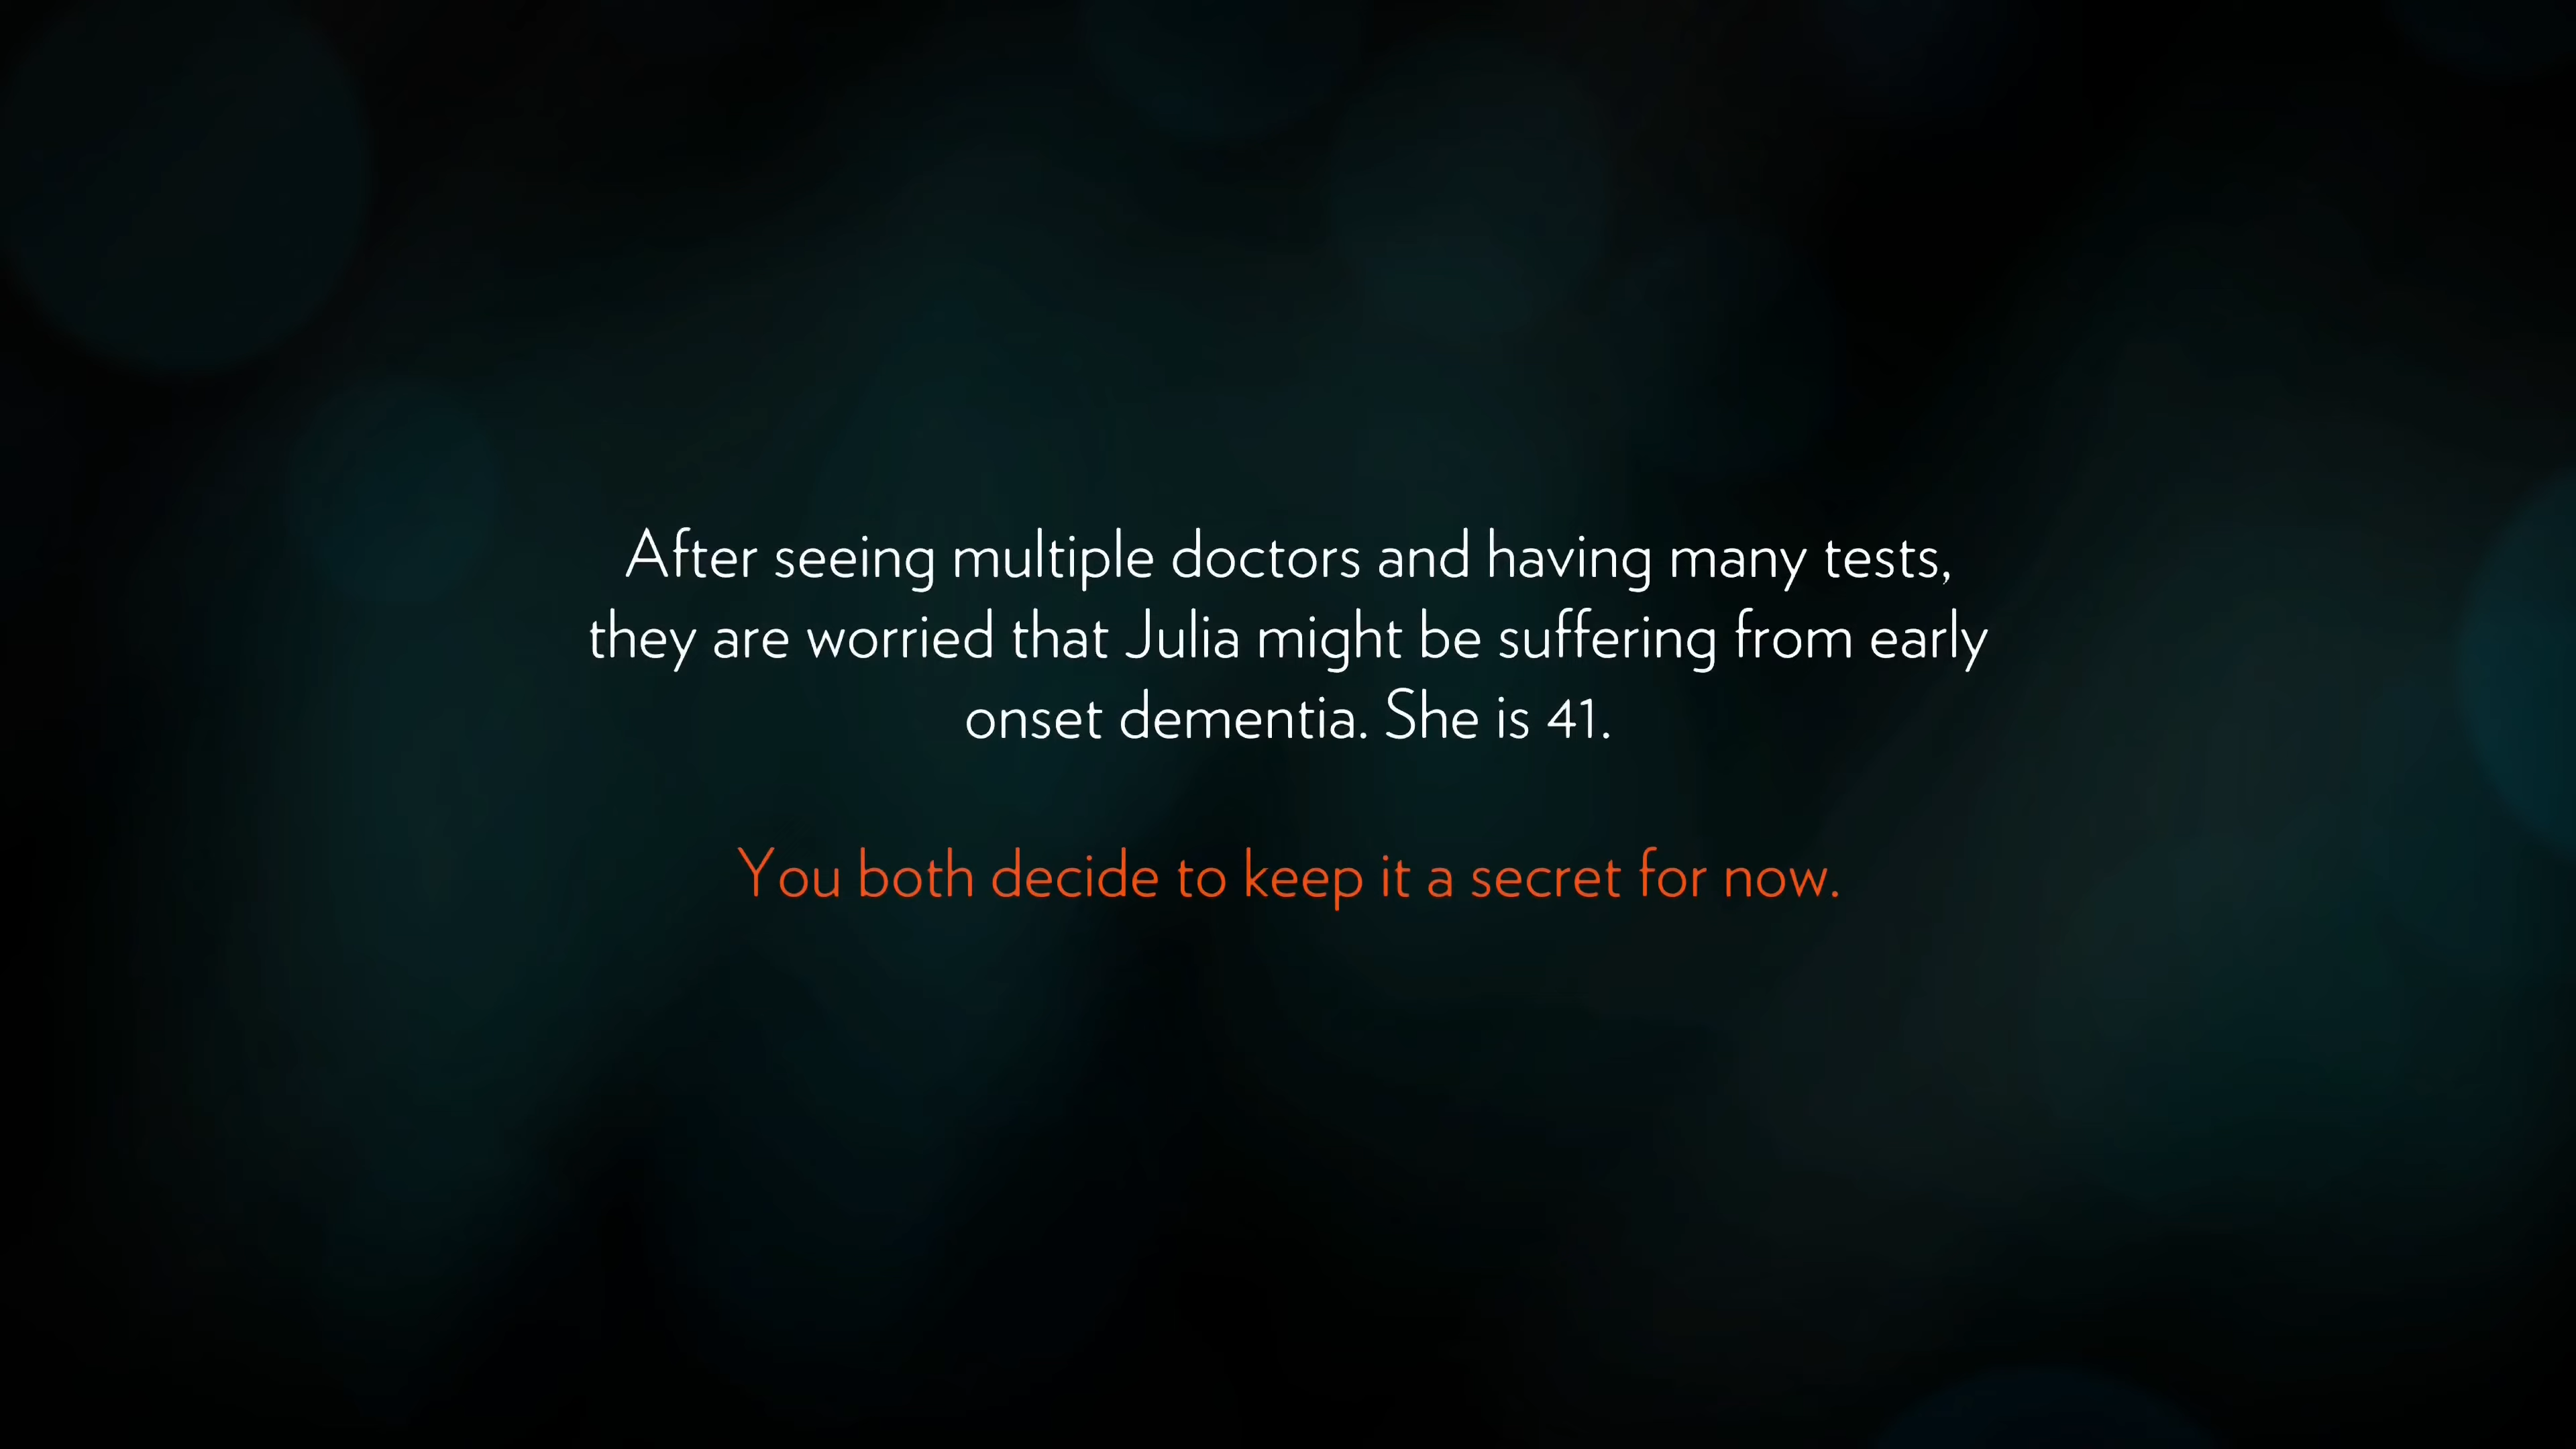 After seeing multiple doctors and having many tests,
they are worried that Julia might be suffering from early
onset dementia. She is 41.
You both decide to keep it a secret for now.